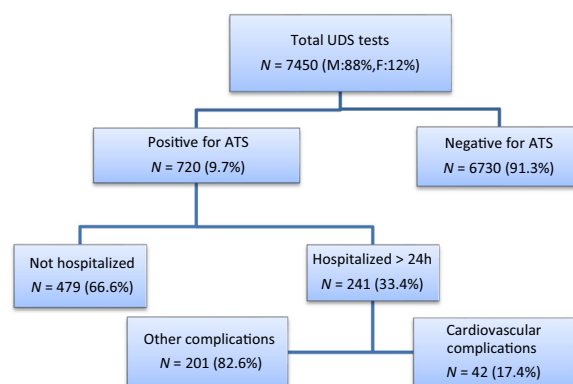 Total UDS tests
N = 7450 (M:88%,F:12%)
Positive for ATS
N = 720 (9.7%)
Negative for ATS
N = 6730 (91.3%)
Not hospitalized
N = 479 (66.6%)
Hospitalized > 24h
N = 241 (33.4%)
Other complications
N = 201 (82.6%)
Cardiovascular
complications
N = 42 (17.4%)